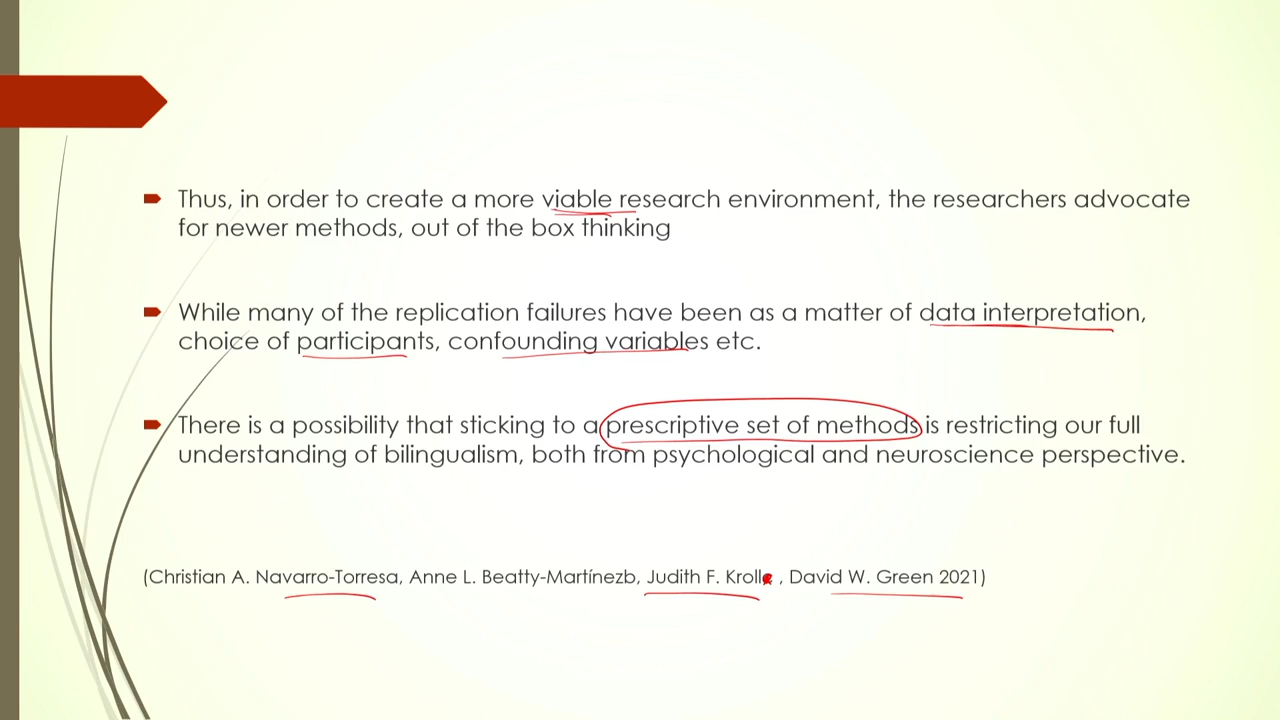 Thus, in order to create a more viable research environment, the researchers advocate
for newer methods, out of the box thinking
While many of the replication failures have been as a matter of data interpretation,
choice of participants, confounding variables etc.
There is a possibility that sticking to a prescriptive set of methods is restricting our full
understanding of bilingualism, both from psychological and neuroscience perspective.
(Christian A. Navarro-Torresa, Anne L. Beatty-Martínezb, Judith F. Kroll , David W. Green 2021)